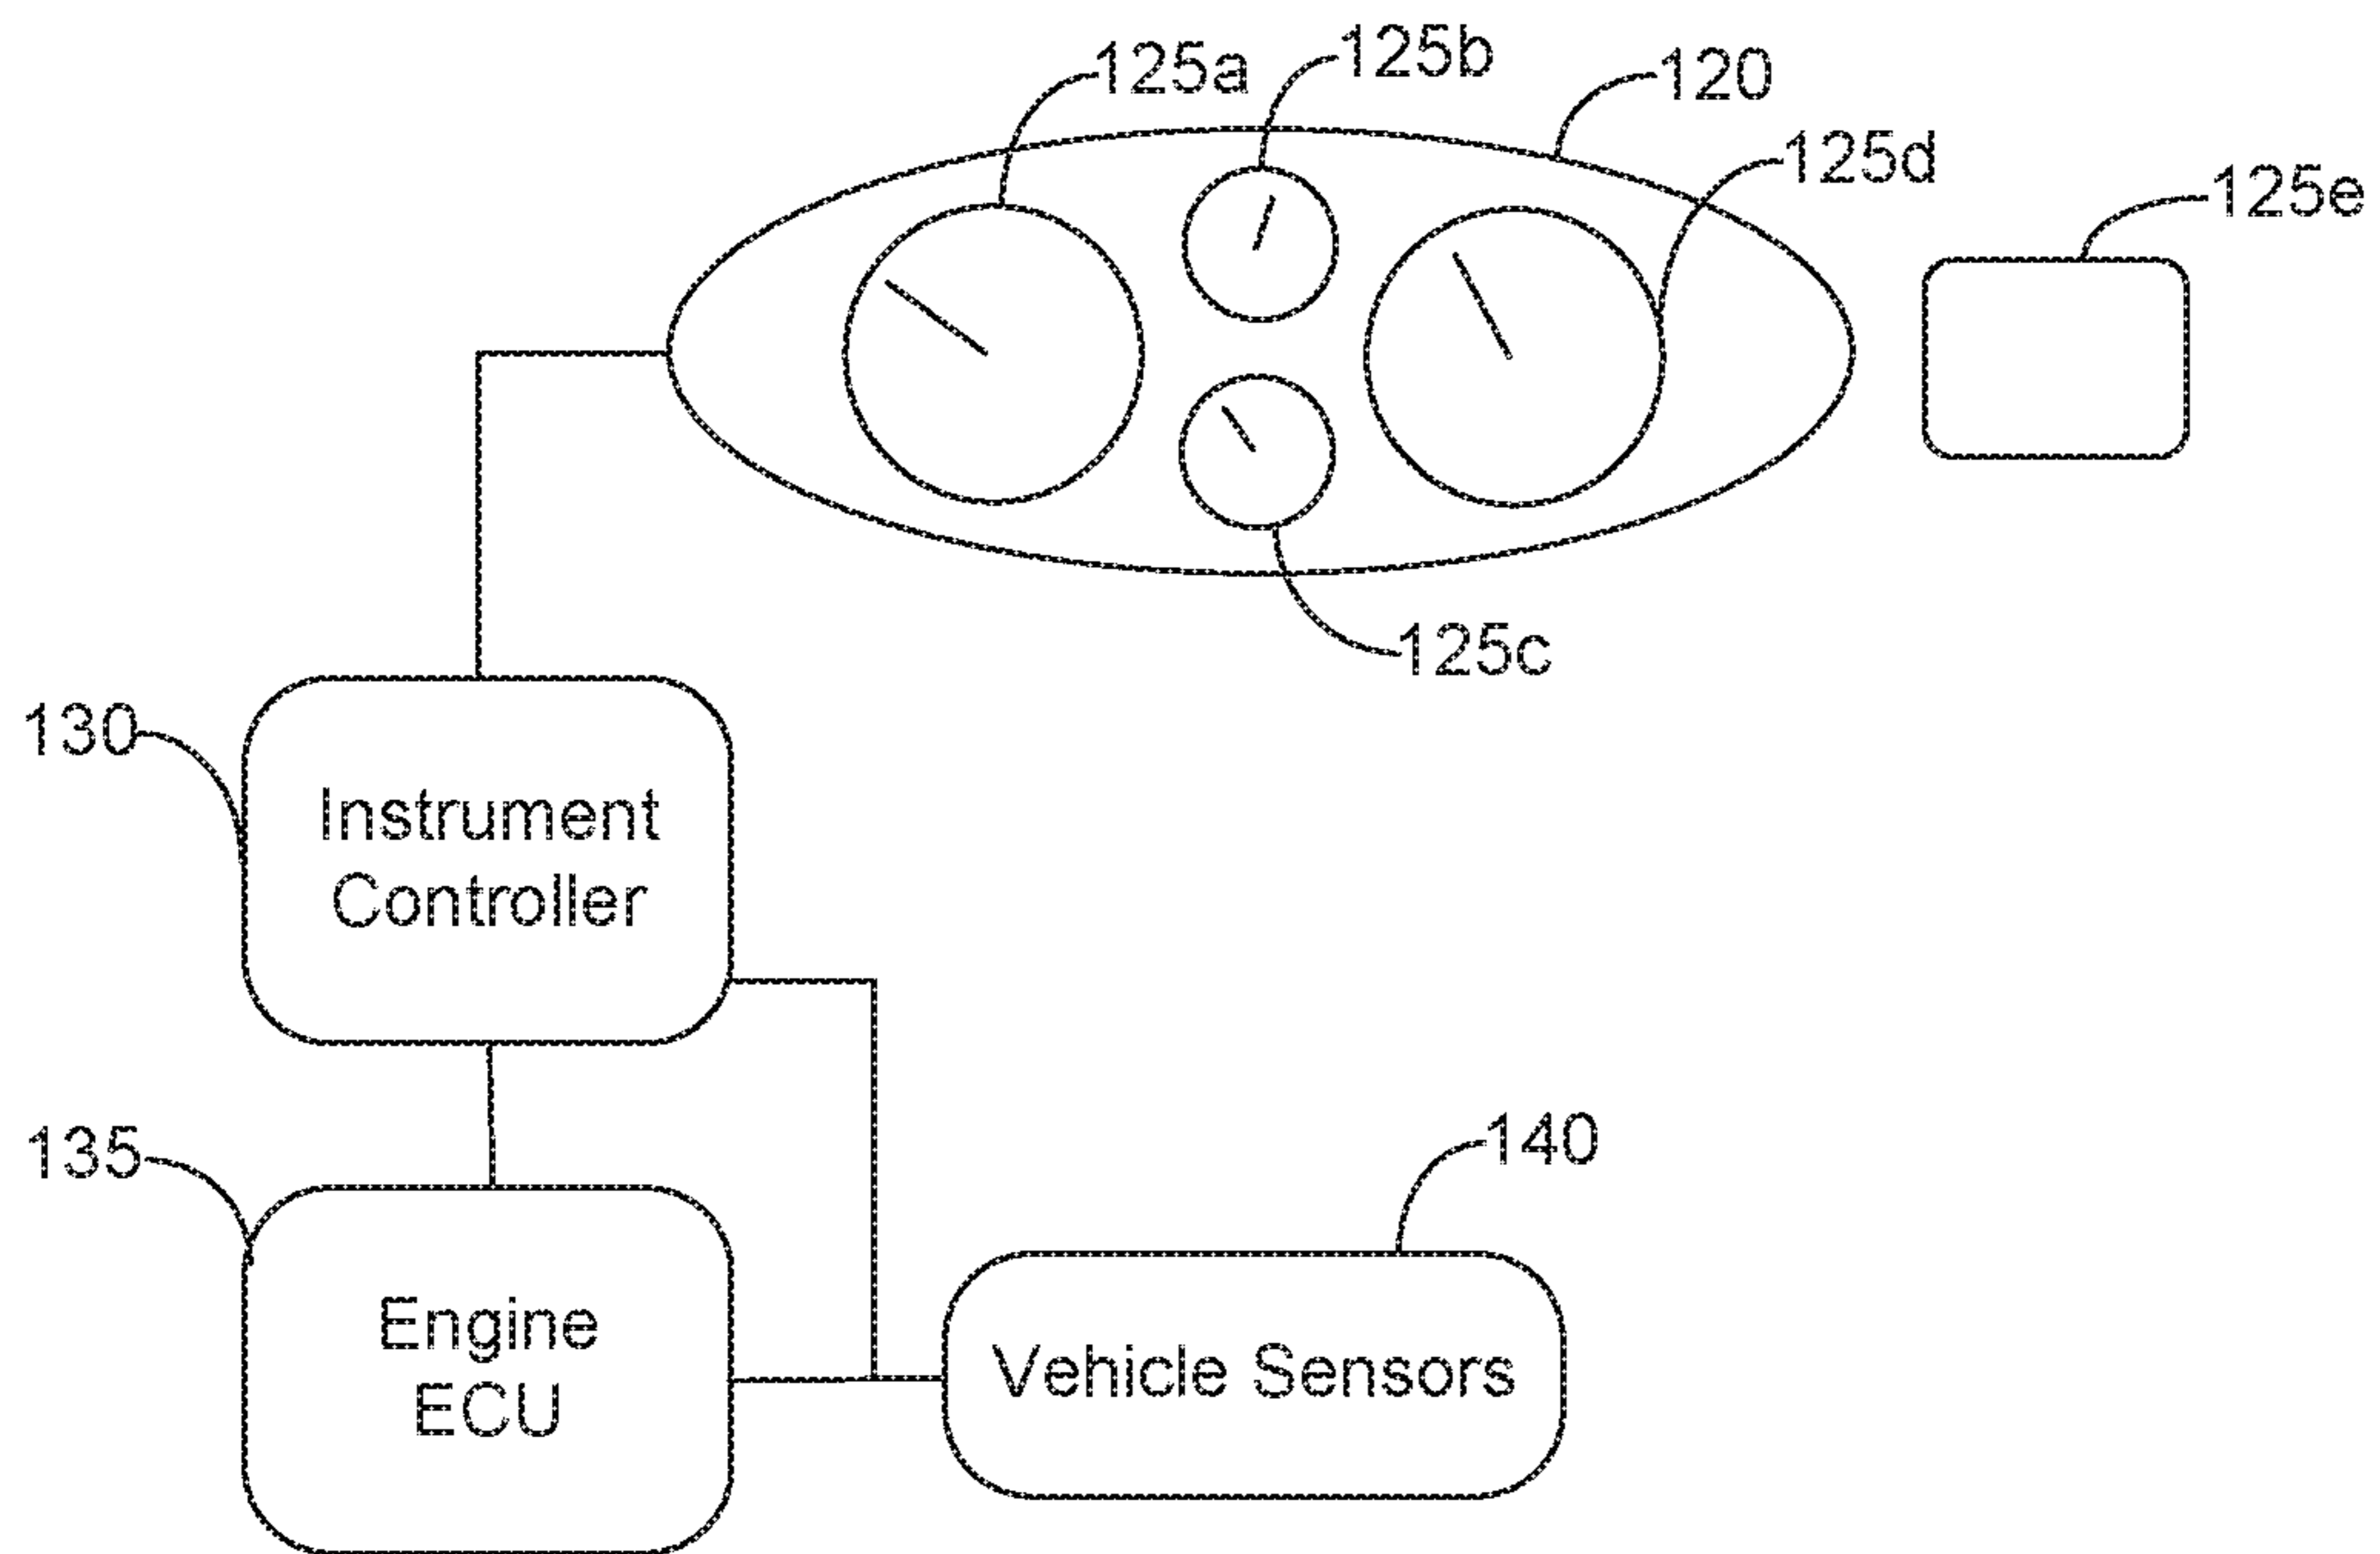 125a
125b
120
125d
125e
125c
130
Instrument
Controller
135
140
Engine
ECU
Vehicle Sensors